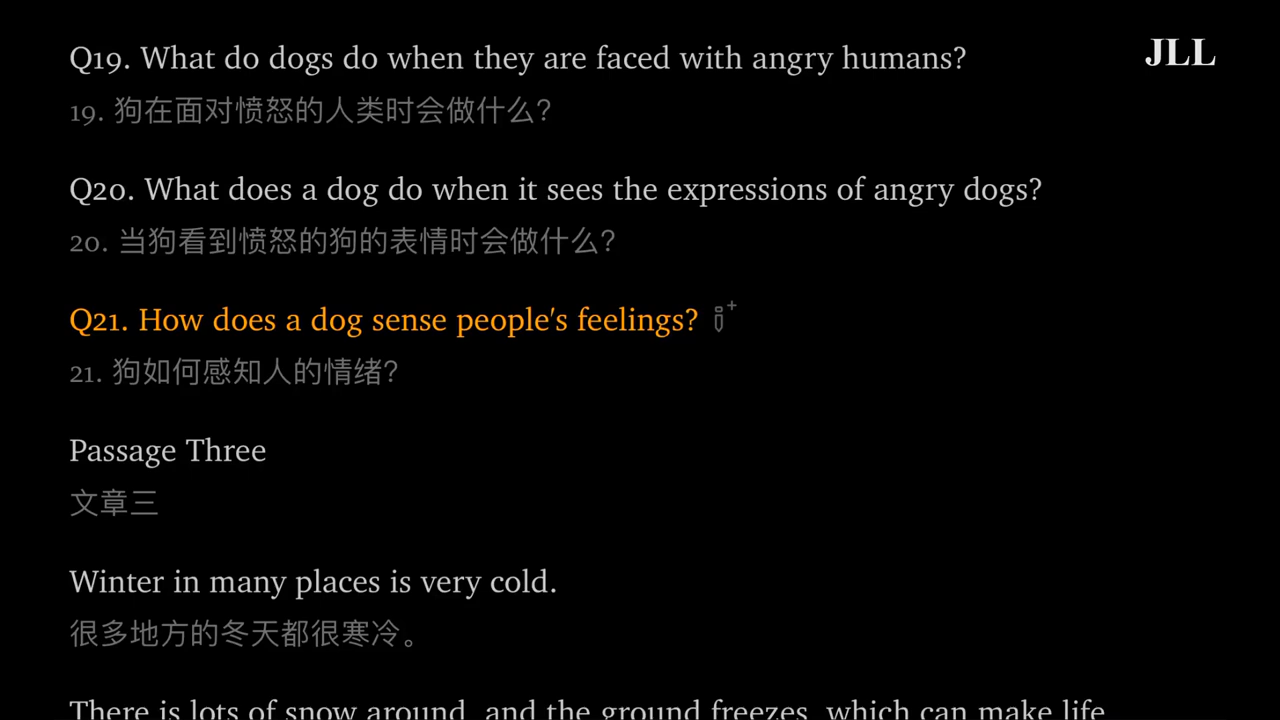 Q19. What do dogs do when they are faced with angry humans?
JLL
19. 狗在面对愤怒的人类时会做什么?
Q20. What does a dog do when it sees the expressions of angry dogs?
20. 当狗看到愤怒的狗的表情时会做什么?
Q21. How does a dog sense people's feelings?
21. 狗如何感知人的情绪?
Passage Three
文章三
Winter in many places is very cold.
很多地方的冬天都很寒冷。
There is lots of snow around, and the ground freezes, which can make life